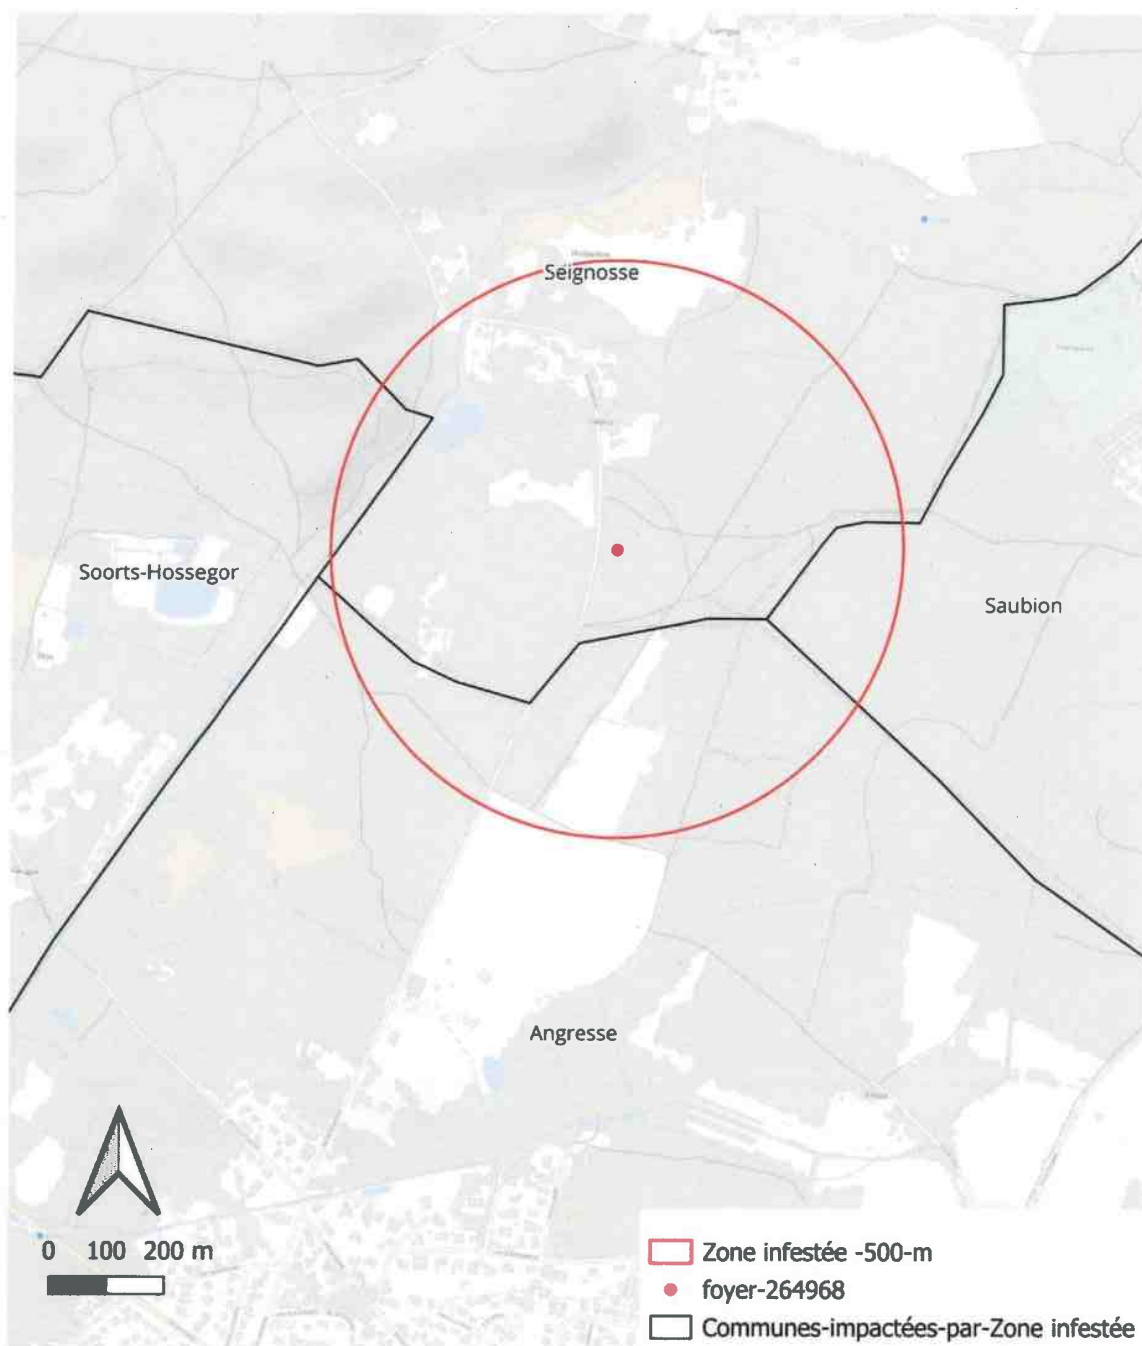 Seignosse
Soorts-Hossegor
Saubion
Angresse
0 100 200 m
Zone infestée -500-m
foyer-264968
Communes-impactées-par-Zone infestée